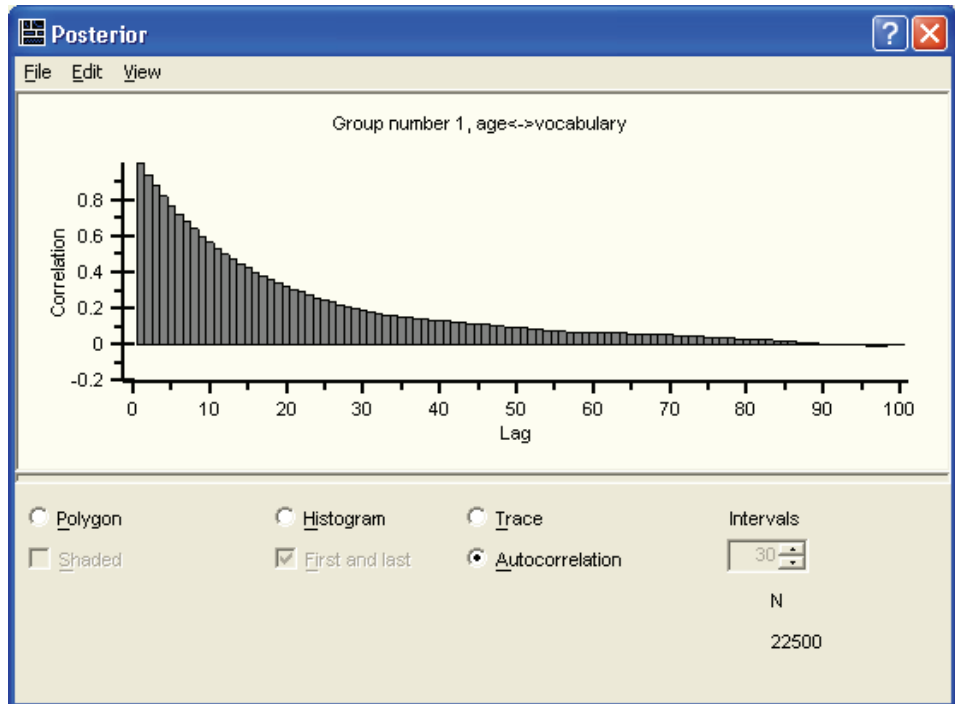 Posterior
File Edit View
Group number 1, age<->vocabulary
Correlation
0.8
0.6
0.4
0.2
0
-0.2
0 10 20 30 40 50 60 70 80 90 100
Lag
Polygon Histogram Trace Intervals
Shaded First and last Autocorrelation 30
N
22500